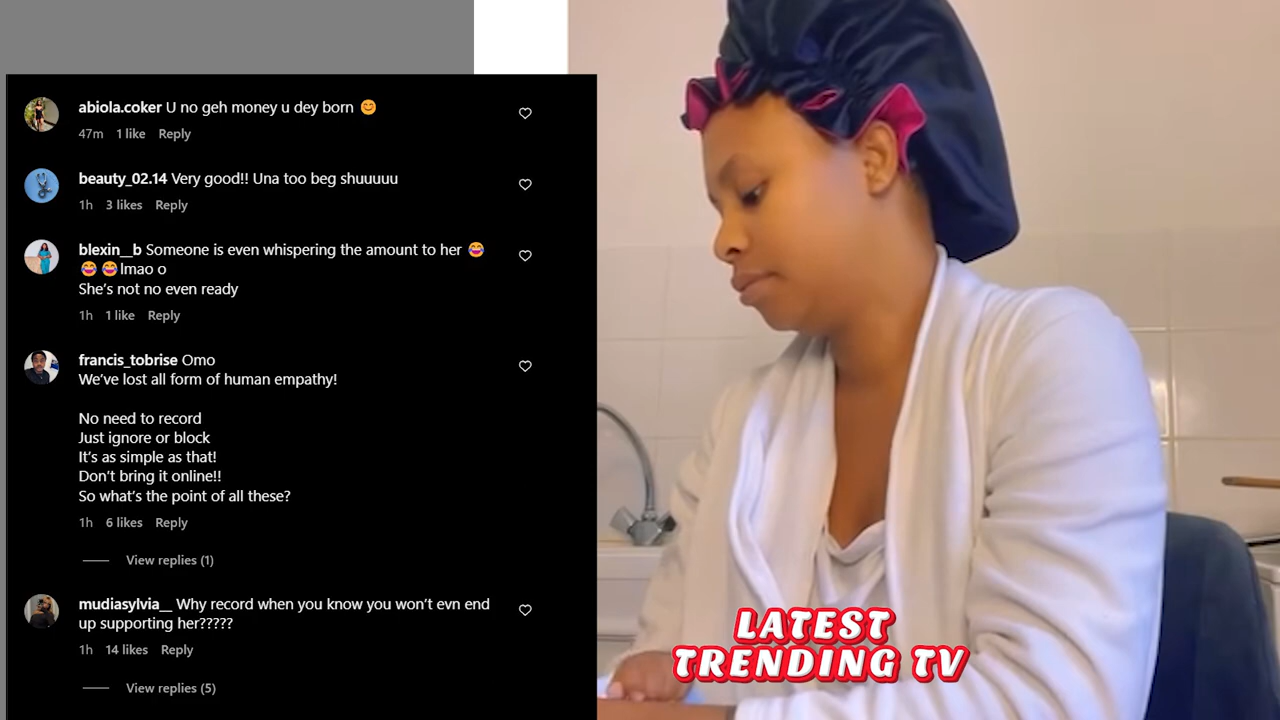 abiola.coker U no geh money u dey born 😊
47m 1 like Reply
beauty_02.14 Very good!! Una too beg shuuuuu
1h 3 likes Reply
blexin__b Someone is even whispering the amount to her 😂
😂😂lmao o
She's not no even ready
1h 1 like Reply
francis_tobrise Omo
We've lost all form of human empathy!
No need to record
Just ignore or block
It's as simple as that!
Don't bring it online!!
So what's the point of all these?
1h 6 likes Reply
View replies (1)
mudiasylvia__ Why record when you know you won't evn end
up supporting her?????
1h 14 likes Reply
View replies (5)
LATEST
TRENDING TV